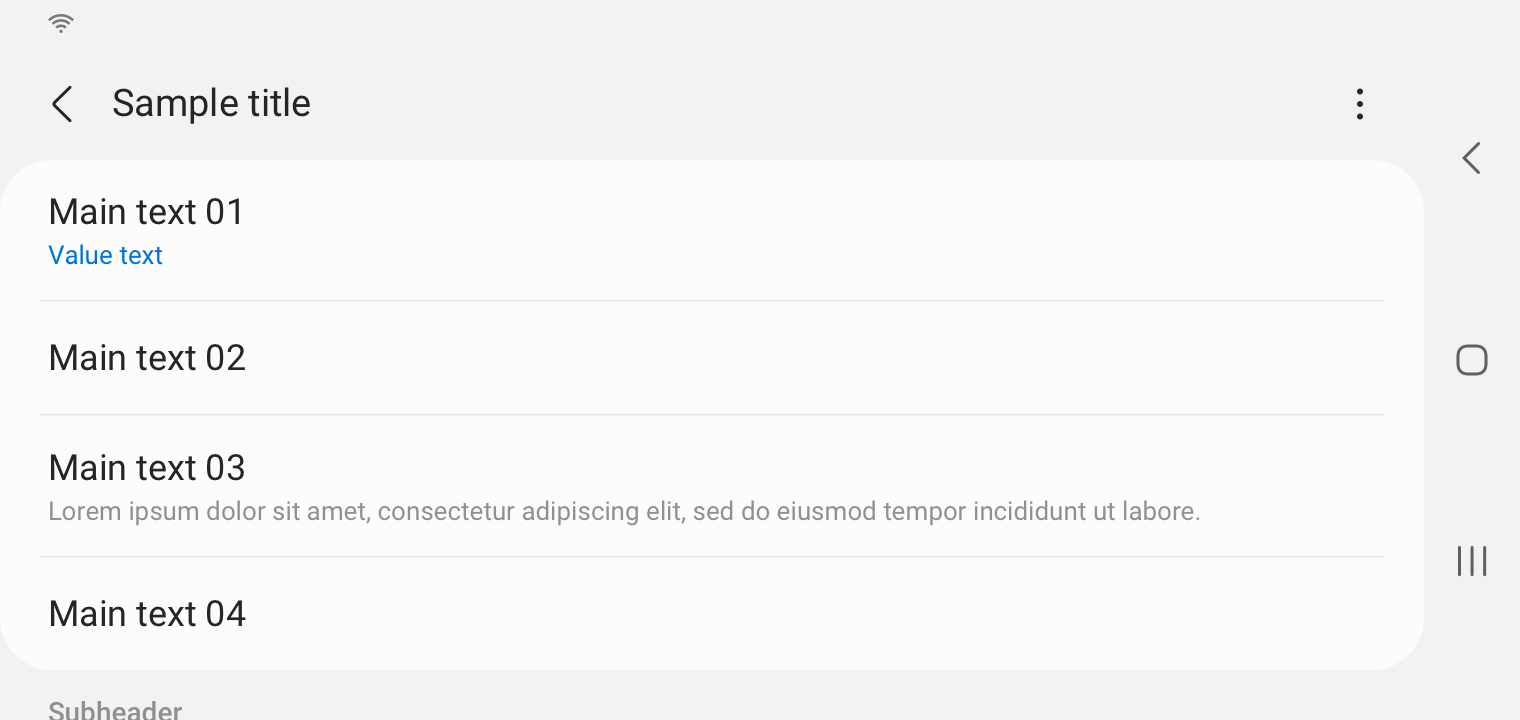 Sample title
Main text 01
Value text
Main text 02
Main text 03
Lorem ipsum dolor sit amet, consectetur adipiscing elit, sed do eiusmod tempor incididunt ut labore.
Main text 04
Subheader